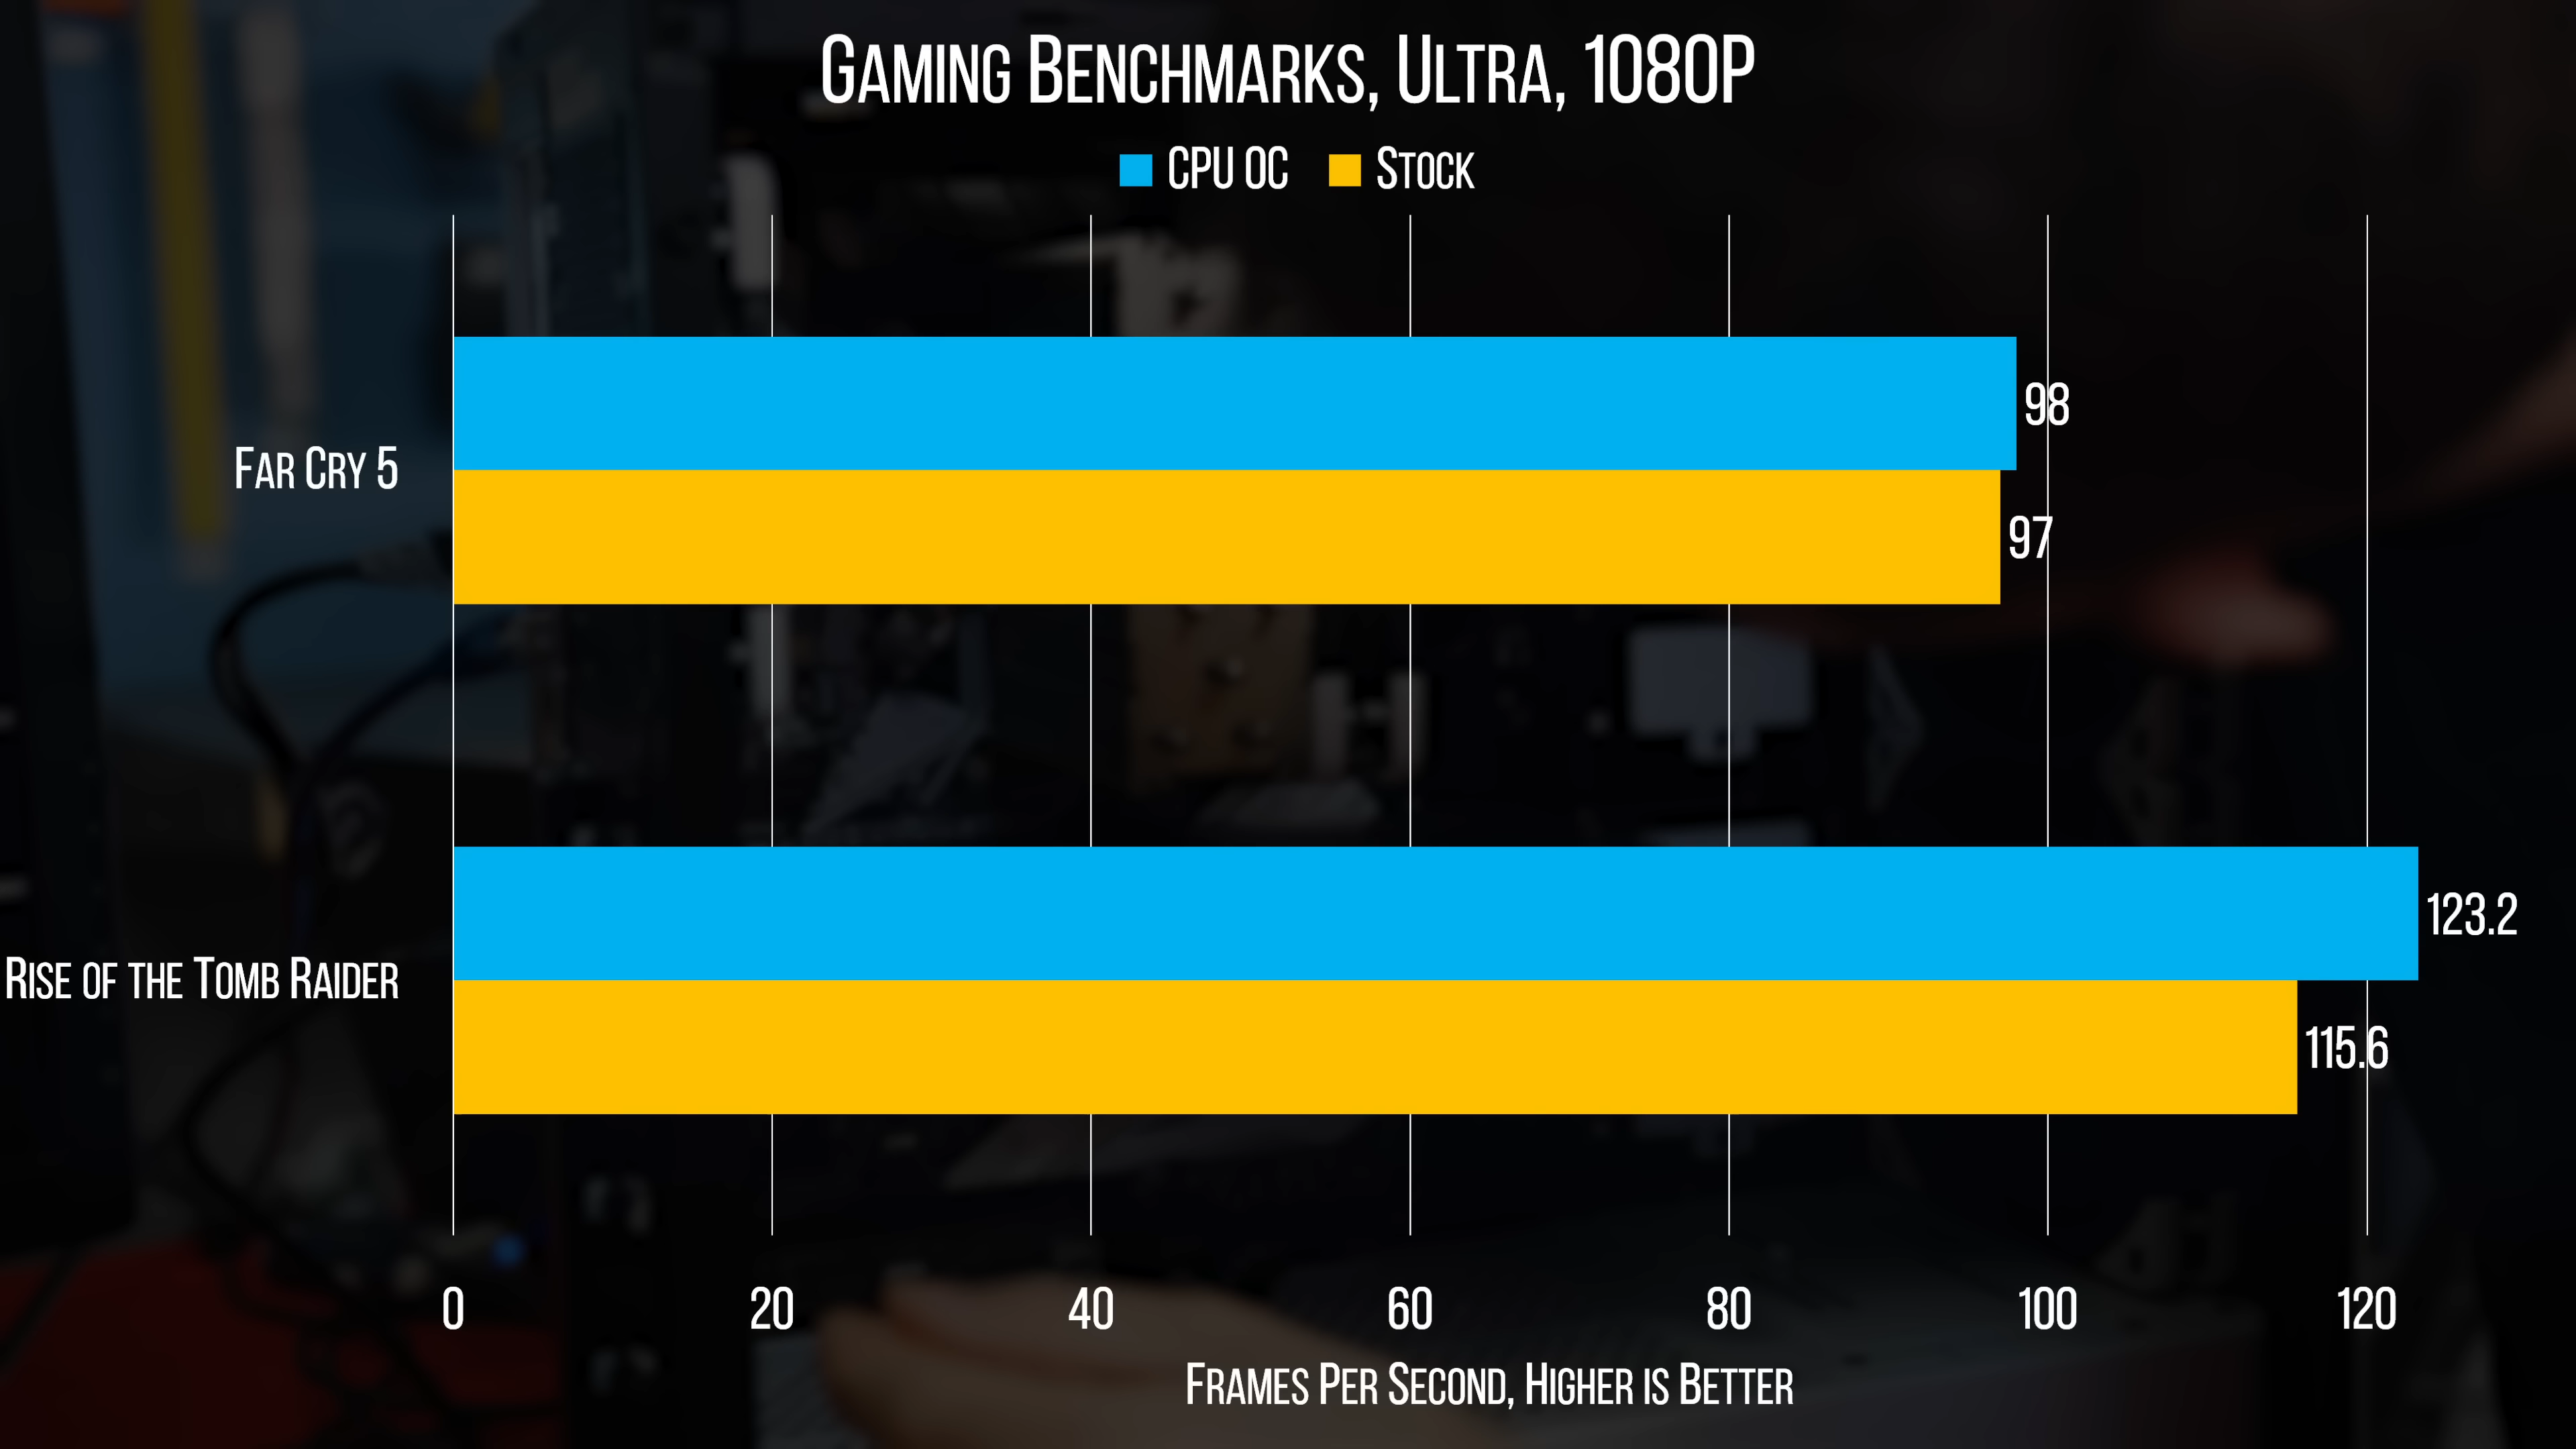 Gaming Benchmarks, Ultra, 1080P
CPU OC
Stock
Far Cry 5
98
97
Rise of the Tomb Raider
123.2
115.6
0 20 40 60 80 100 120
Frames Per Second, Higher is Better